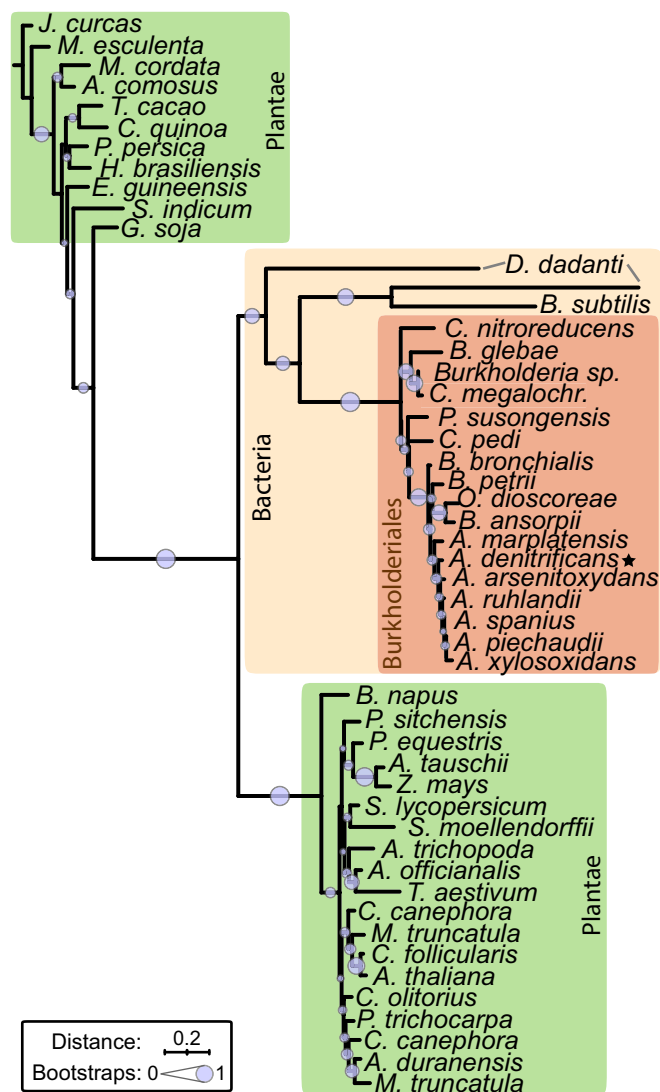 J. curcas
M. esculenta
M. cordata
A. comosus
T. cacao
C. quinoa
P. persica
H. brasiliensis
E. guineensis
S. indicum
G. soja
Plantae
D. dadanti
B. subtilis
C. nitroreducens
B. glebae
Burkholderia sp.
C. megalochr.
P. susongensis
C. pedi
B. bronchialis
B. petrii
O. dioscoreae
B. ansorpii
A. marplatensis
A. denitrificans★
A. arsenitoxydans
A. ruhlandii
A. spanius
A. piechaudii
A. xylosoxidans
Bacteria
Burkholderiales
B. napus
P. sitchensis
P. equestris
A. tauschii
Z. mays
S. lycopersicum
S. moellendorffii
A. trichopoda
A. officianalis
T. aestivum
C. canephora
M. truncatula
C. follicularis
A. thaliana
C. olitorius
P. trichocarpa
C. canephora
A. duranensis
M. truncatula
Plantae
Distance: 0.2
Bootstraps: 0 1